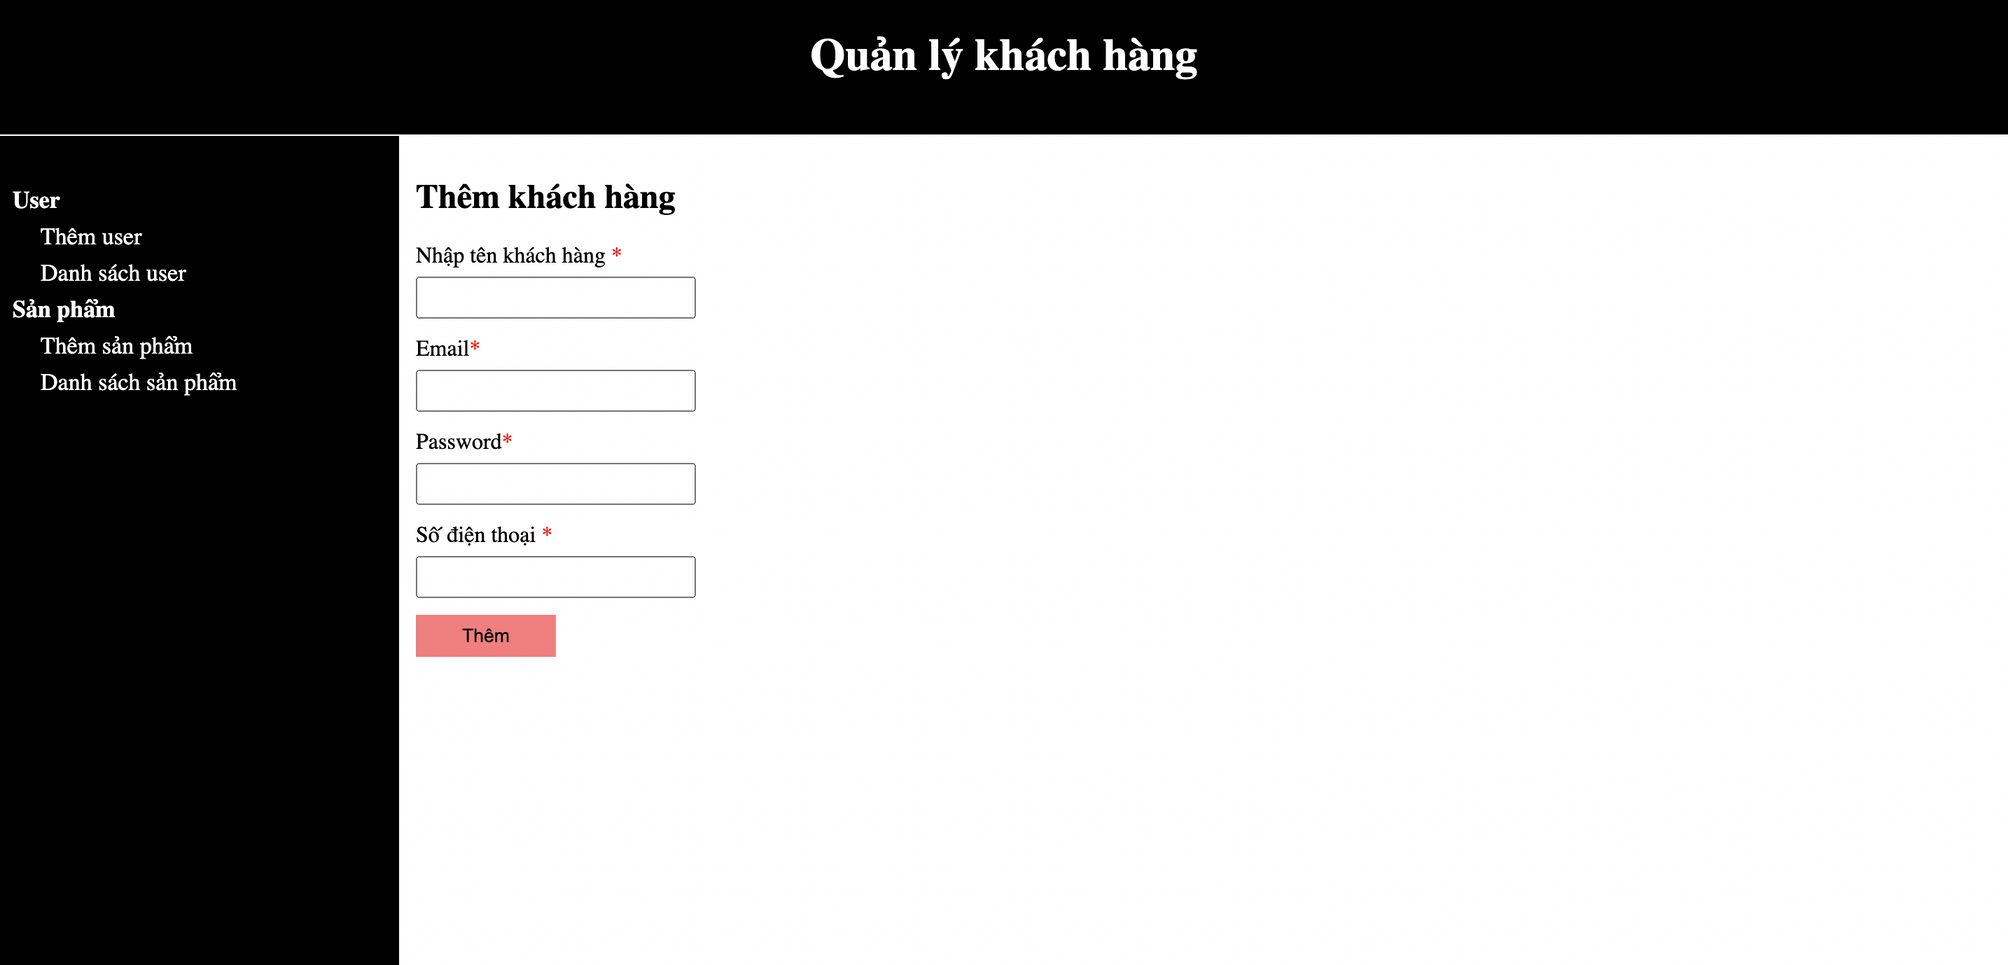 Quản lý khách hàng
User
Thêm user
Danh sách user
Sản phẩm
Thêm sản phẩm
Danh sách sản phẩm
Thêm khách hàng
Nhập tên khách hàng *
Email*
Password*
Số điện thoại *
Thêm